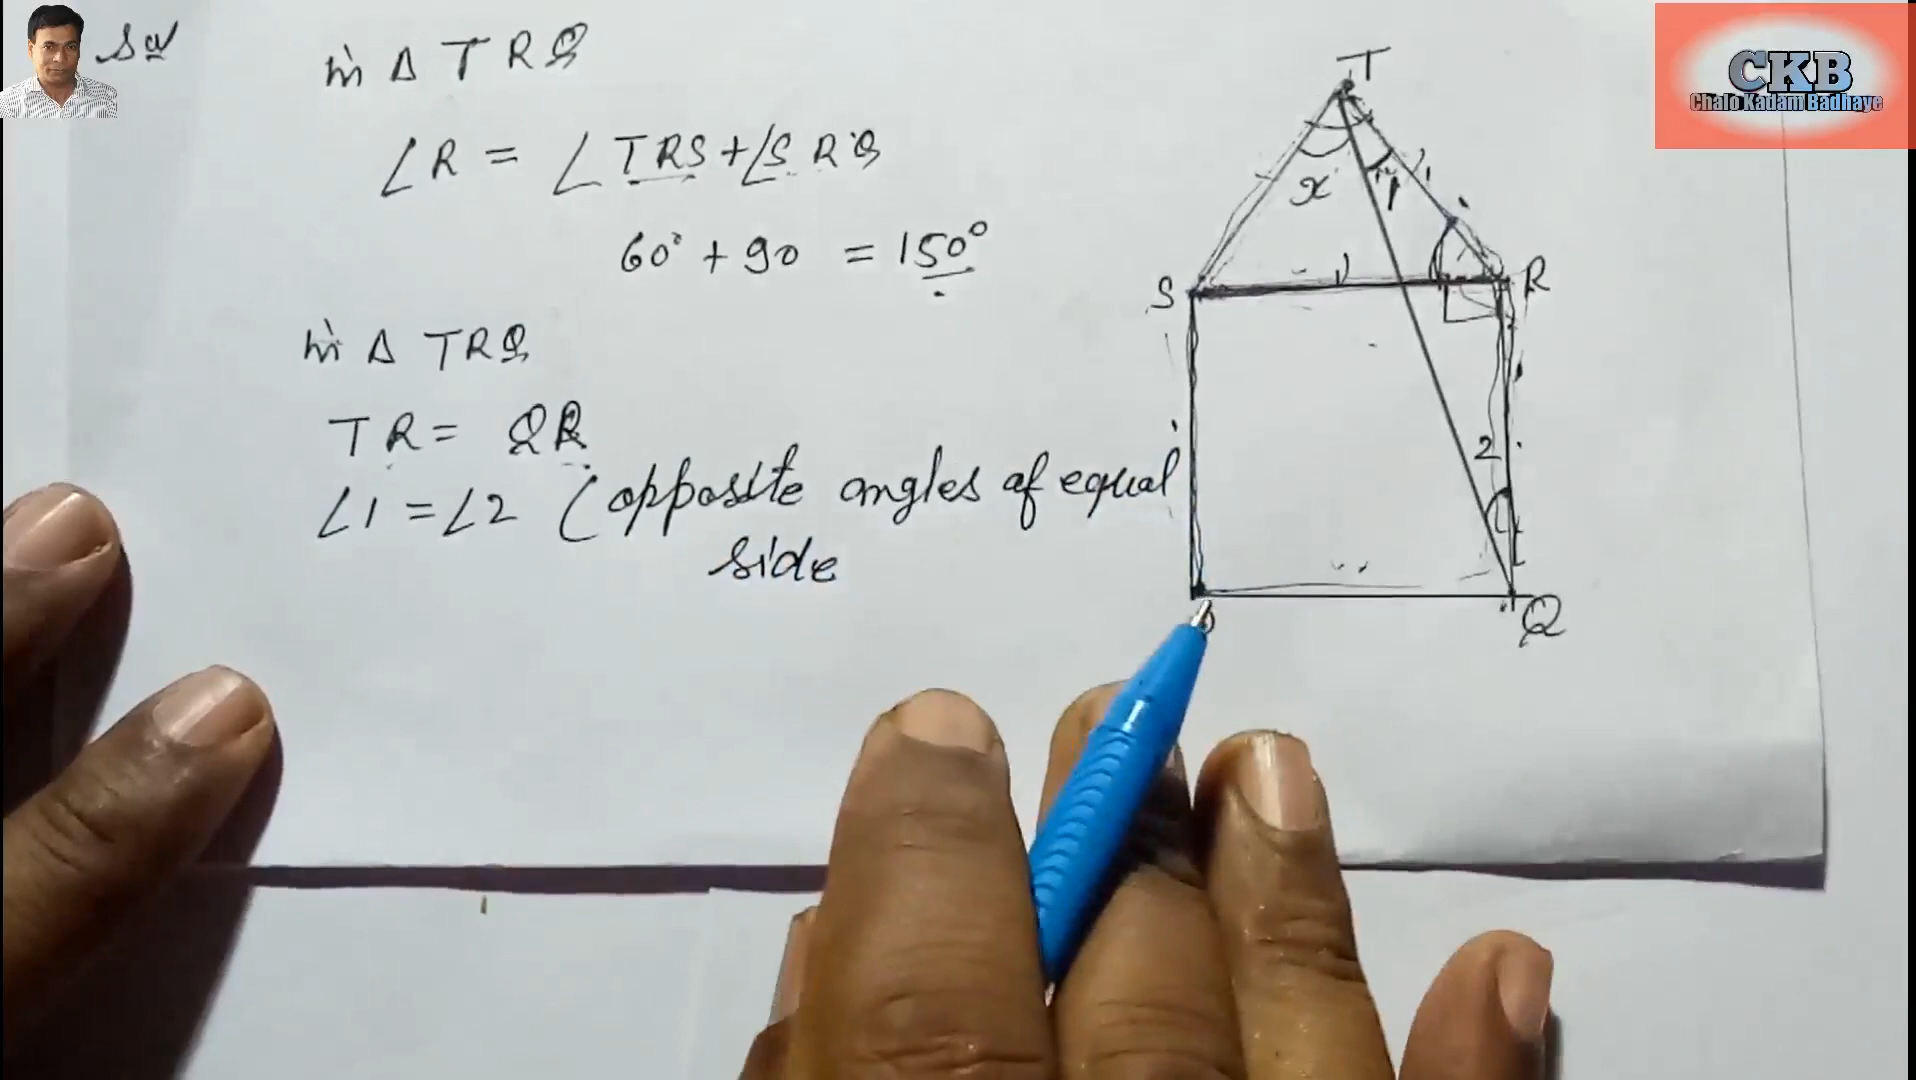 Sol
in Δ TRQ
∠R = ∠TRS+∠SRQ
60° + 90 = 150°
in Δ TRQ
TR = QR
∠1 = ∠2 (opposite angles of equal
side
T
x 1
S R
2
Q
CKB
Chalo Kadam Badhaye